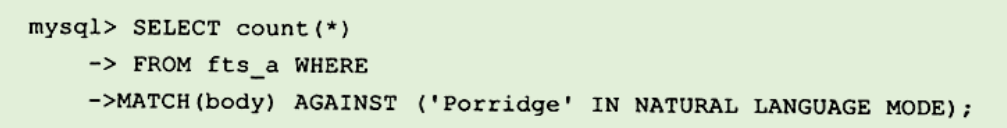 mysql> SELECT count(*)
-> FROM fts_a WHERE
->MATCH(body) AGAINST ('Porridge' IN NATURAL LANGUAGE MODE);